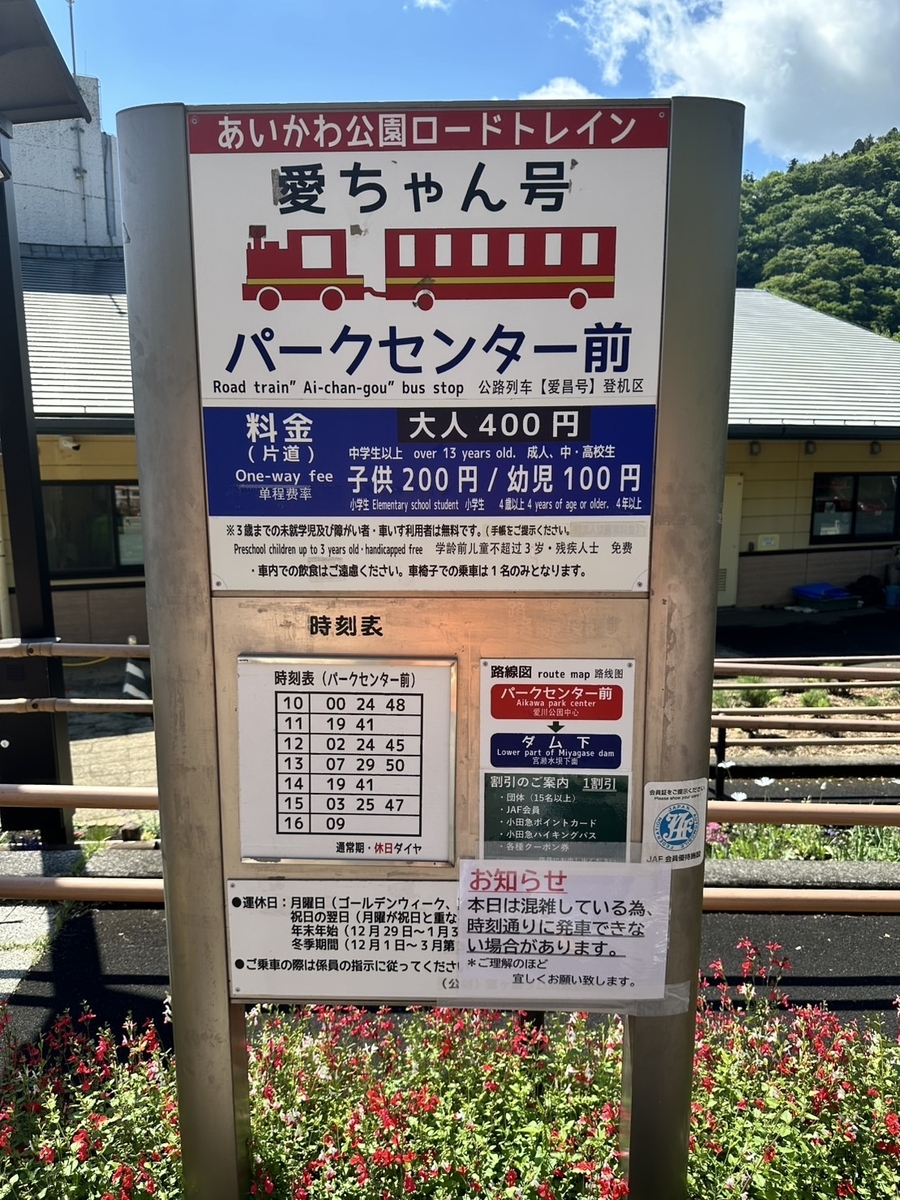 あいかわ公園ロードトレイン
愛ちゃん号
パークセンター前
Road train” Ai-chan-gou” bus stop 公路列车【爱昌号】登机区
料金
(片道)
One-way fee
单程费率
大人400円
中学生以上 over 13 years old. 成人、中・高校生
子供200円/幼児100円
小学生 Elementary school student 小学生 4歳以上 4 years of age or older. 4年以上
※3歳までの未就学児及び障がい者・車いす利用者は無料です。(手帳をご提示ください。
Preschool children up to 3 years old・handicapped free 学龄前儿童不超过3岁・残疾人士 免费
・車内での飲食はご遠慮ください。車椅子での乗車は1名のみとなります。
時刻表
時刻表(パークセンター前)
10 00 24 48
11 19 41
12 02 24 45
13 07 29 50
14 19 41
15 03 25 47
16 09
通常期・休日ダイヤ
路線図 route map 路线图
パークセンター前
Aikawa park center
爱川公园中心
ダム下
Lower part of Miyagase dam
宫濑水坝下面
割引のご案内 1割引
・団体(15名以上)
・JAF会員
・小田急ポイントカード
・小田急ハイキングパス
・各種クーポン券
会員証をご提示ください
Please show your
JAF
JAF 会員優待施設
●運休日:月曜日(ゴールデンウィーク、
祝日の翌日(月曜が祝日と重な
年末年始(12月29日〜1月3
冬季期間(12月1日〜3月第
●ご乗車の際は係員の指示に従ってくださ
お知らせ
本日は混雑している為、
時刻通りに発車できな
い場合があります。
*ご理解のほど
宜しくお願い致します。